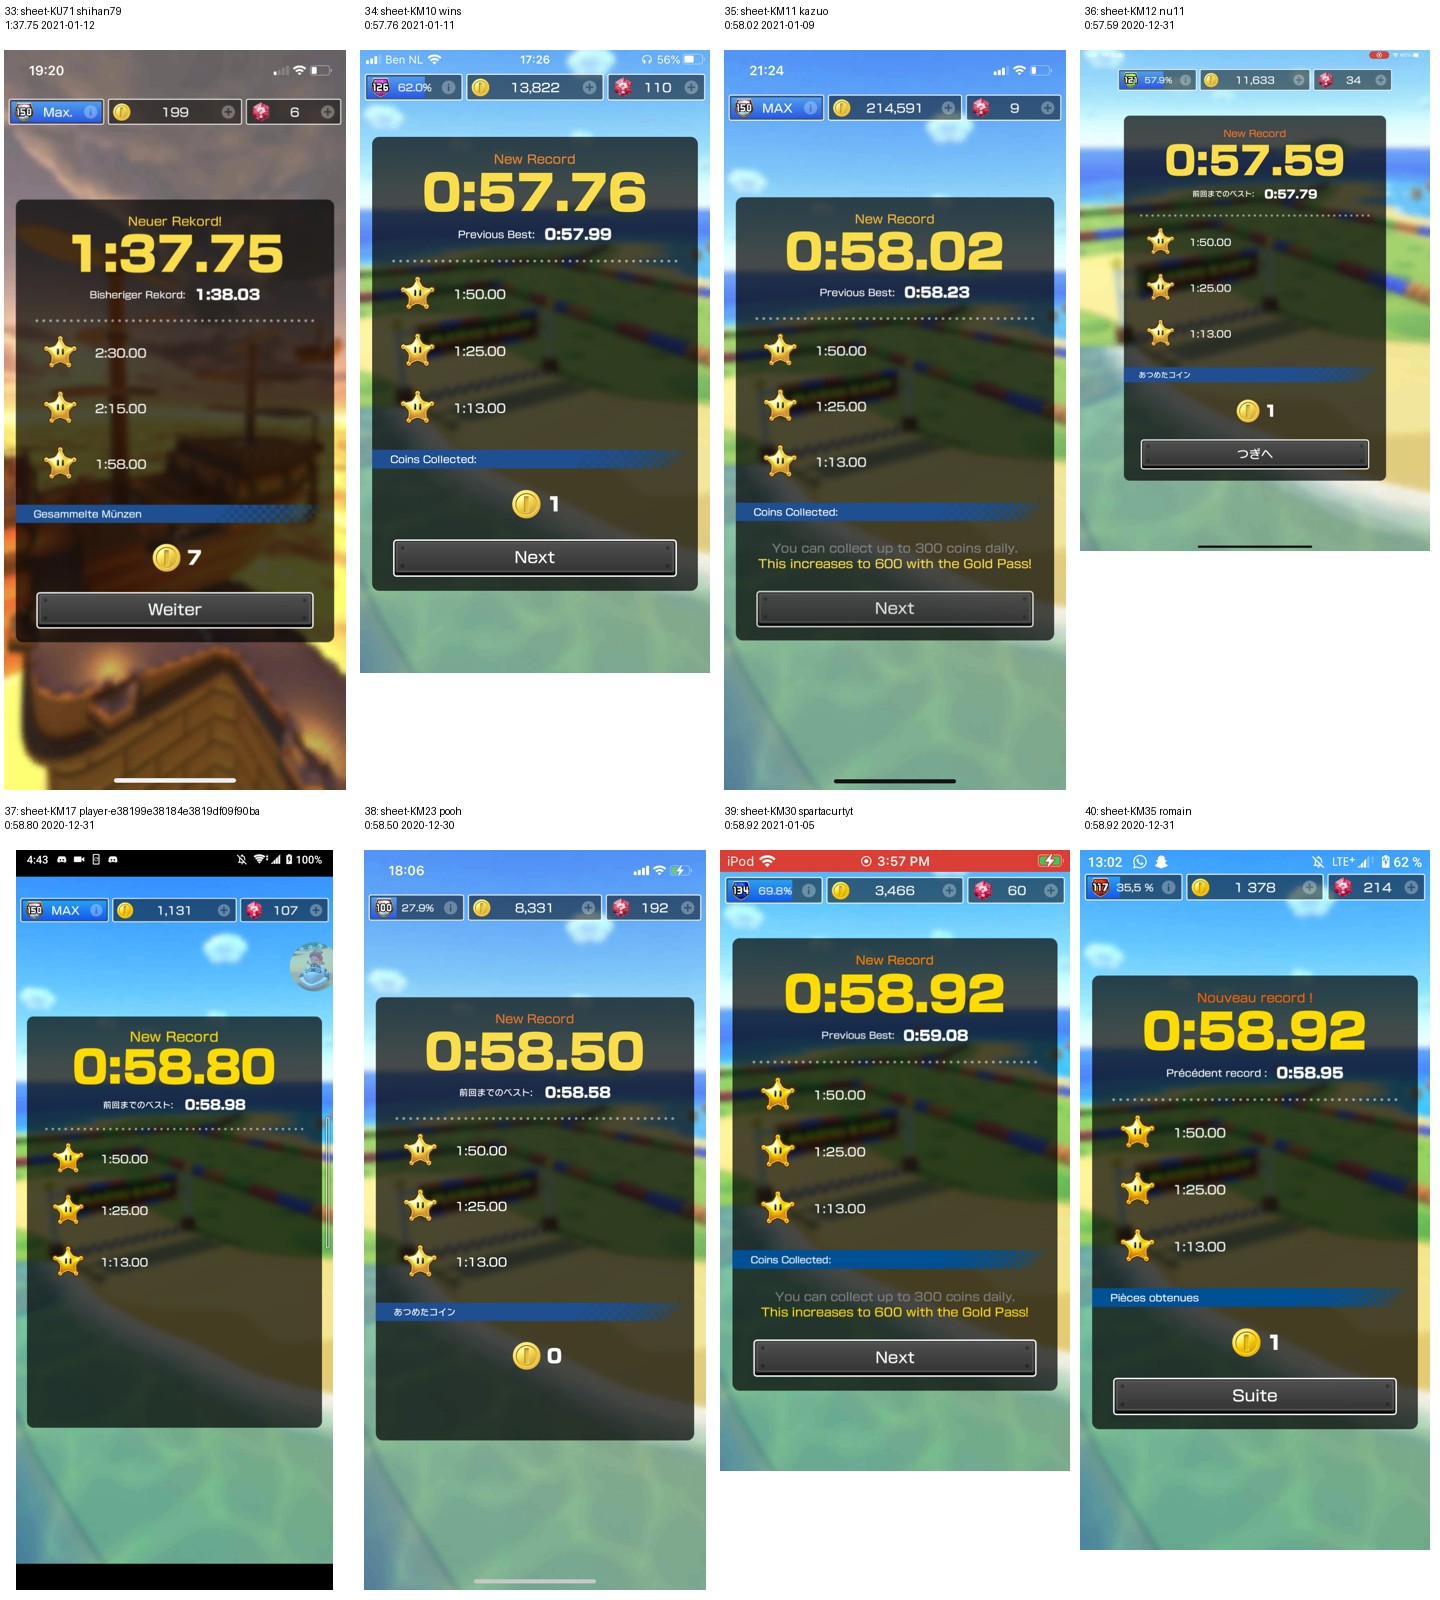 33: sheet-KU71 shihan79
1:37.75 2021-01-12
19:20
150 Max. 199 6
Neuer Rekord!
1:37.75
Bisheriger Rekord: 1:38.03
2:30.00
2:15.00
1:58.00
Gesammelte Münzen
7
Weiter
34: sheet-KM10 wins
0:57.76 2021-01-11
Ben NL 17:26 56%
126 62.0% 13,822 110
New Record
0:57.76
Previous Best: 0:57.99
1:50.00
1:25.00
1:13.00
Coins Collected:
1
Next
35: sheet-KM11 kazuo
0:58.02 2021-01-09
21:24
150 MAX 214,591 9
New Record
0:58.02
Previous Best: 0:58.23
1:50.00
1:25.00
1:13.00
Coins Collected:
You can collect up to 300 coins daily.
This increases to 600 with the Gold Pass!
Next
36: sheet-KM12 nu11
0:57.59 2020-12-31
57.9% 11,633 34
New Record
0:57.59
前回までのベスト: 0:57.79
1:50.00
1:25.00
1:13.00
あつめたコイン
1
つぎへ
37: sheet-KM17 player-e38199e38184e3819df09f90ba
0:58.80 2020-12-31
4:43 100%
150 MAX 1,131 107
New Record
0:58.80
前回までのベスト: 0:58.98
1:50.00
1:25.00
1:13.00
38: sheet-KM23 pooh
0:58.50 2020-12-30
18:06
100 27.9% 8,331 192
New Record
0:58.50
前回までのベスト: 0:58.58
1:50.00
1:25.00
1:13.00
あつめたコイン
0
39: sheet-KM30 spartacurtyt
0:58.92 2021-01-05
iPod 3:57 PM
134 69.8% 3,466 60
New Record
0:58.92
Previous Best: 0:59.08
1:50.00
1:25.00
1:13.00
Coins Collected:
You can collect up to 300 coins daily.
This increases to 600 with the Gold Pass!
Next
40: sheet-KM35 romain
0:58.92 2020-12-31
13:02 LTE+ 62 %
117 35,5 % 1 378 214
Nouveau record !
0:58.92
Précédent record : 0:58.95
1:50.00
1:25.00
1:13.00
Pièces obtenues
1
Suite